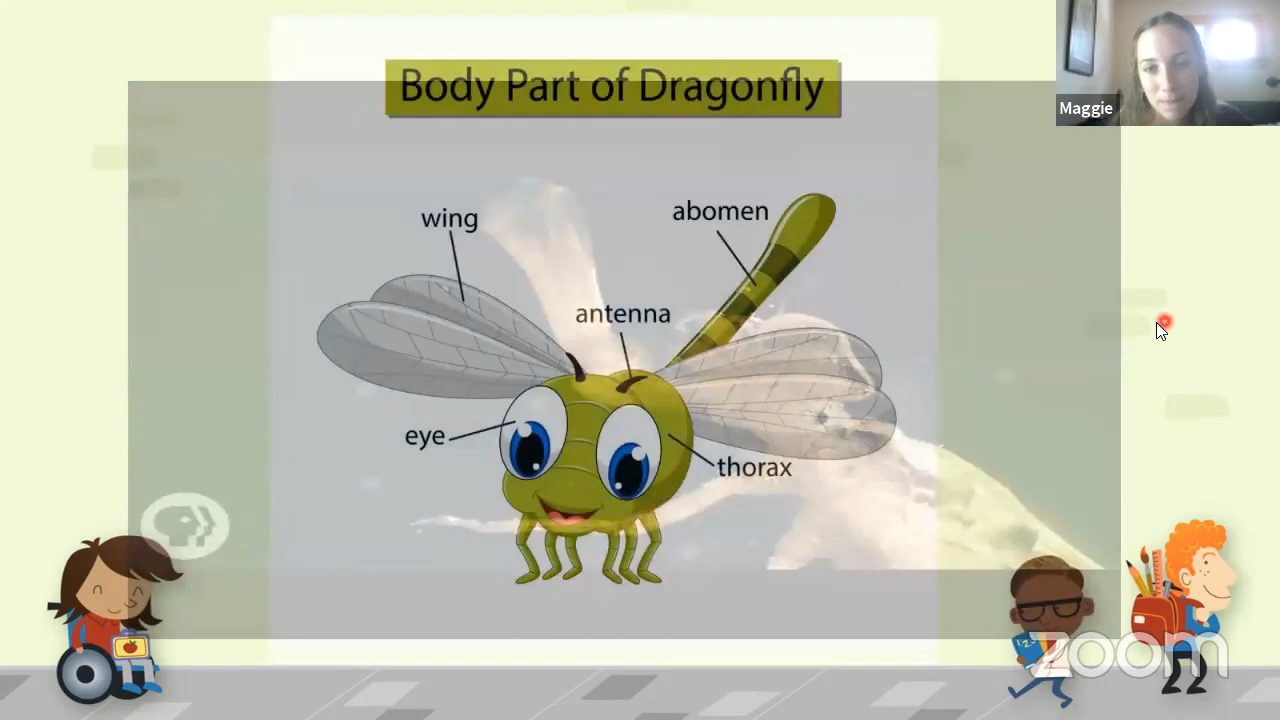 Body Part of Dragonfly
Maggie
wing
abomen
antenna
eye
thorax
zoom